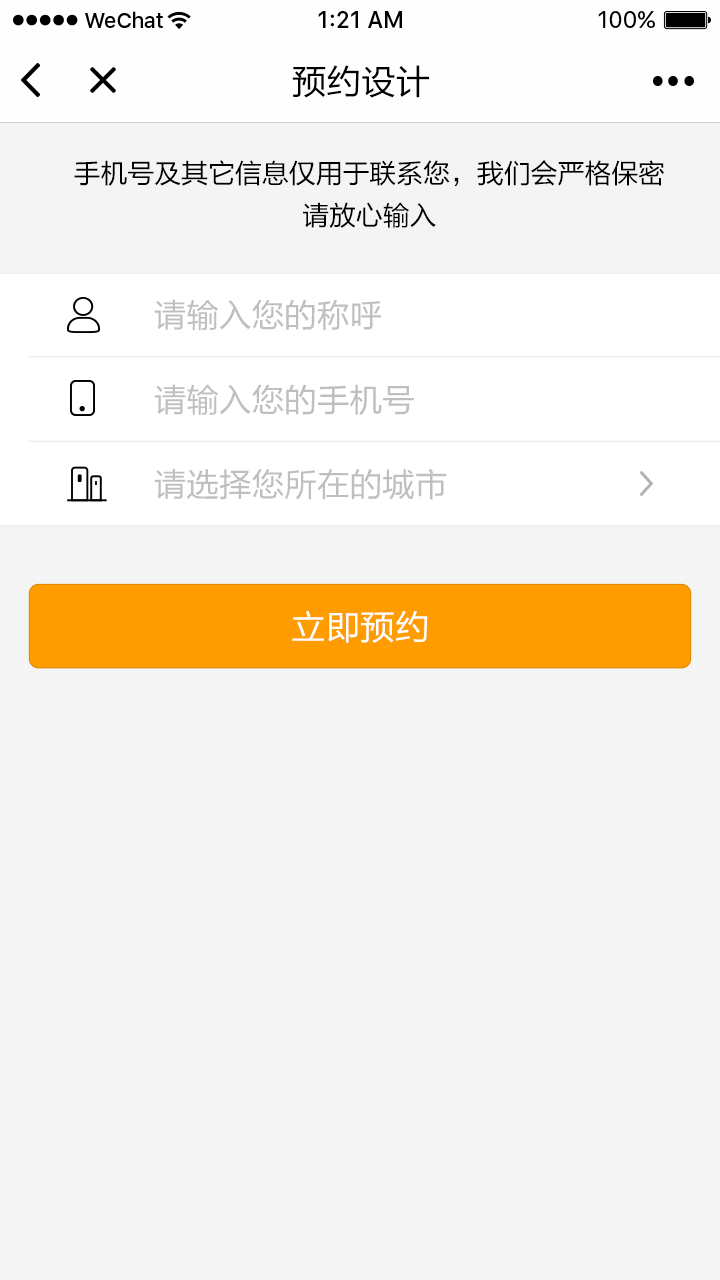 WeChat 1:21 AM 100%
预约设计
手机号及其它信息仅用于联系您，我们会严格保密
请放心输入
请输入您的称呼
请输入您的手机号
请选择您所在的城市
立即预约